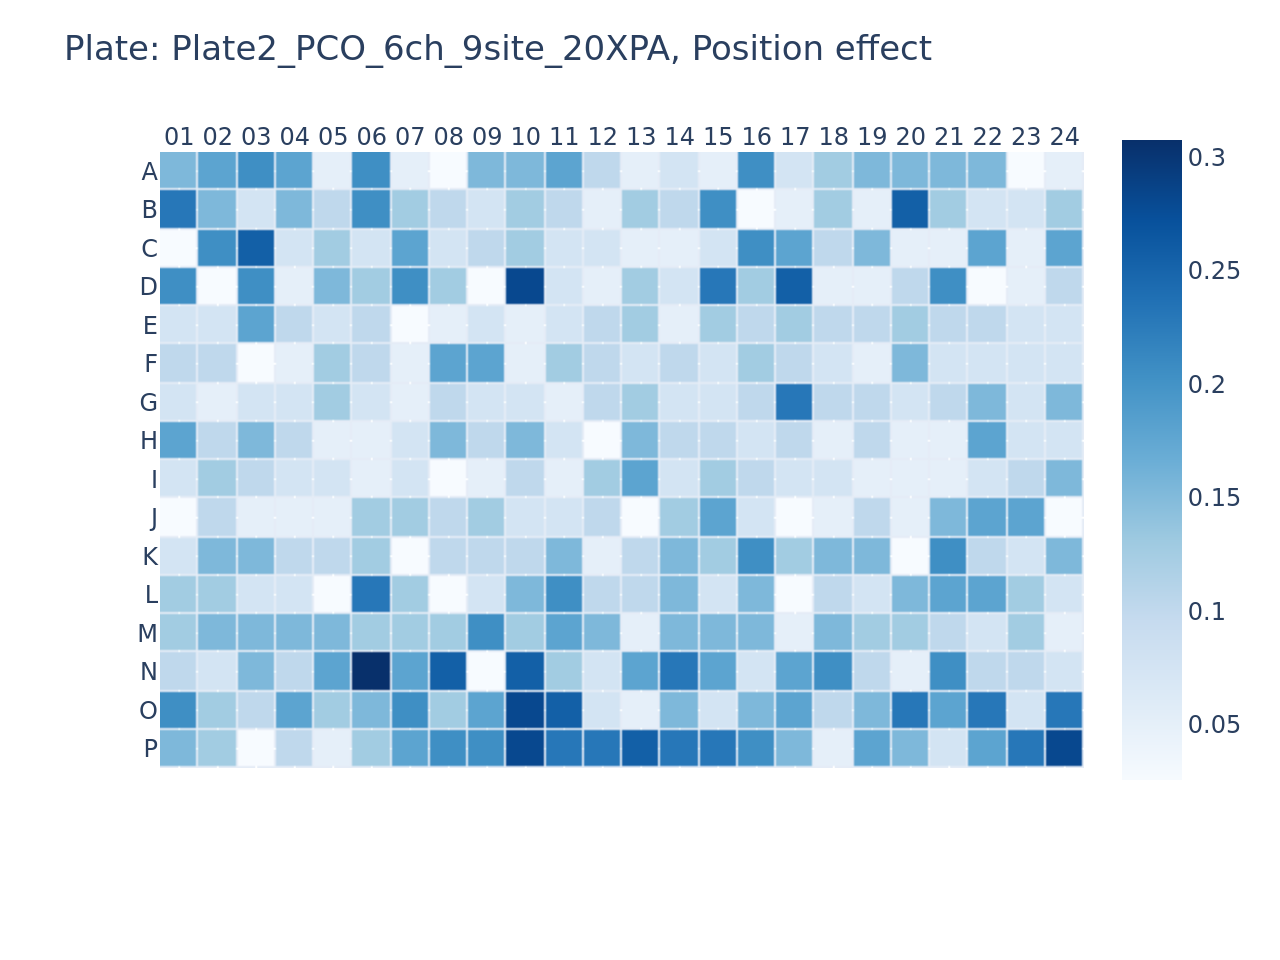 Plate: Plate2_PCO_6ch_9site_20XPA, Position effect
01 02 03 04 05 06 07 08 09 10 11 12 13 14 15 16 17 18 19 20 21 22 23 24
A
B
C
D
E
F
G
H
I
J
K
L
M
N
O
P
0.3
0.25
0.2
0.15
0.1
0.05